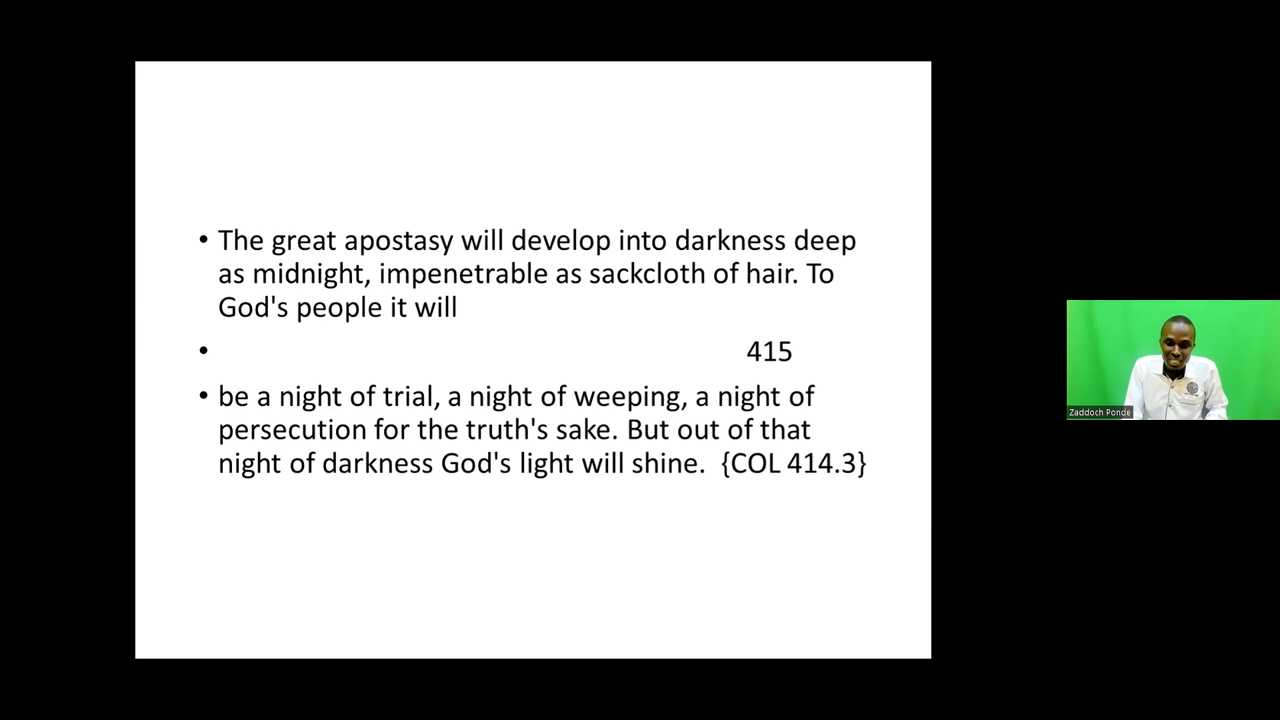 • The great apostasy will develop into darkness deep
as midnight, impenetrable as sackcloth of hair. To
God's people it will
• 415
• be a night of trial, a night of weeping, a night of
persecution for the truth's sake. But out of that
night of darkness God's light will shine.  {COL 414.3}
Zaddoch Ponde